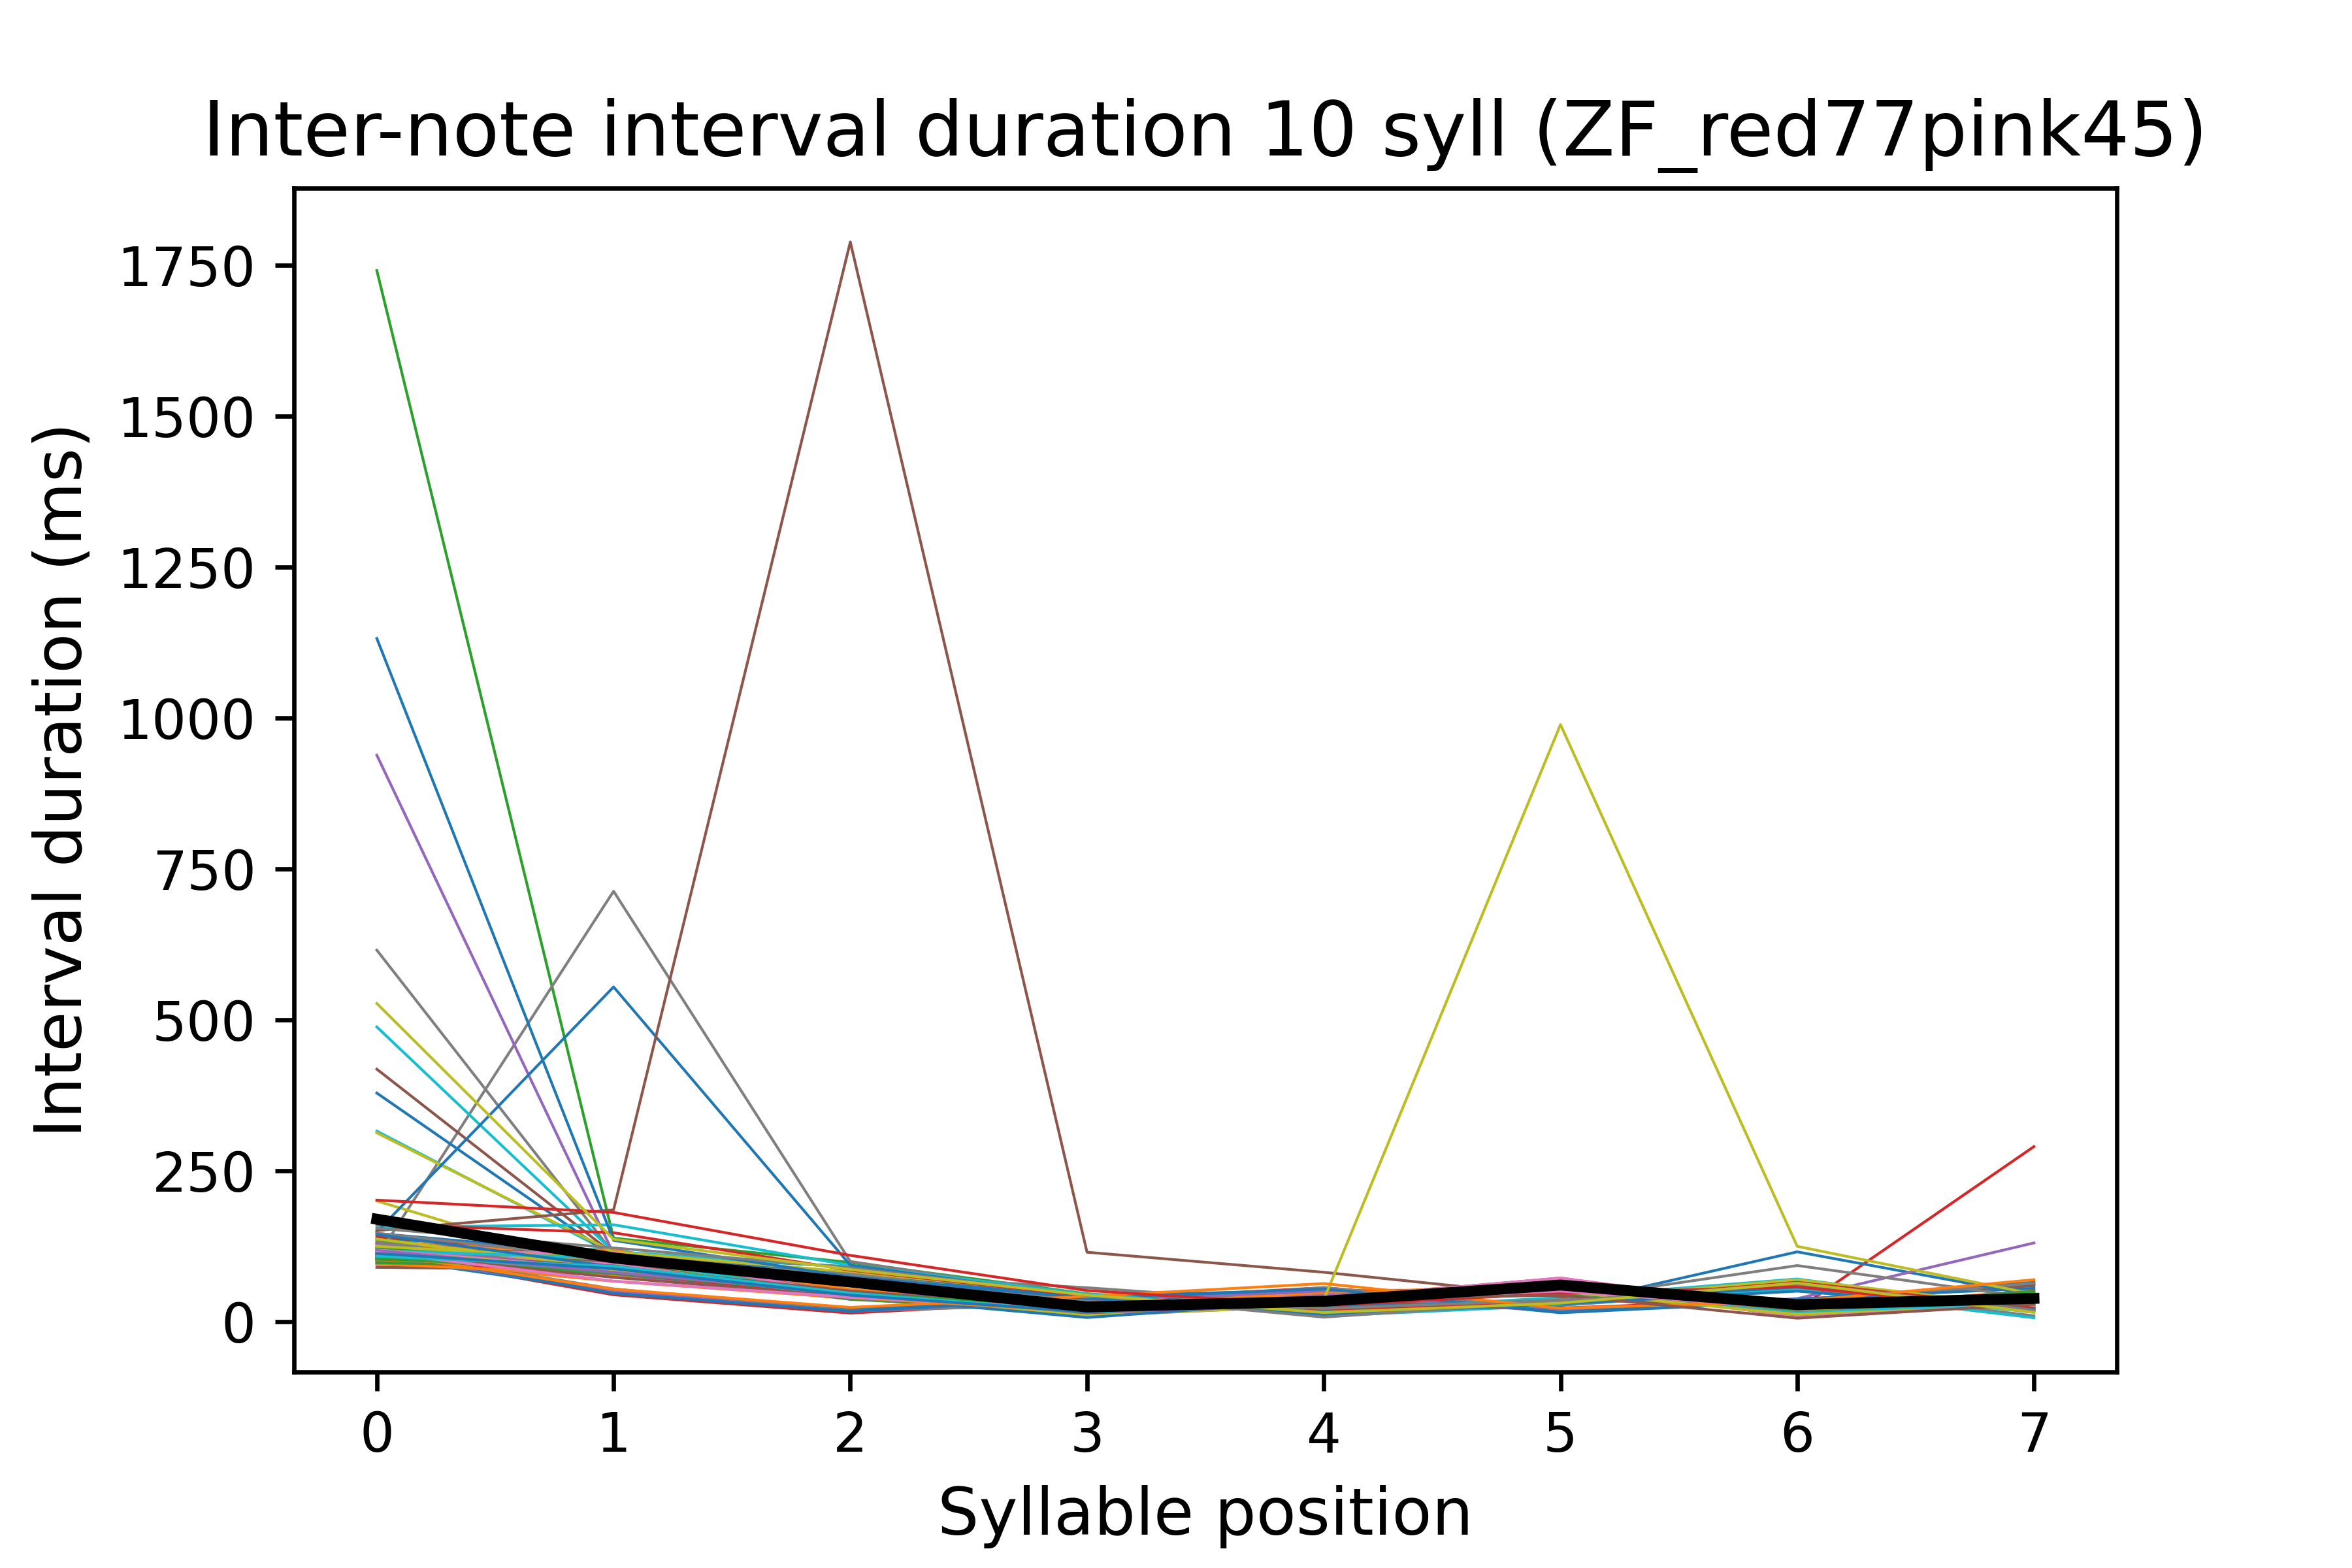 Inter-note interval duration 10 syll (ZF_red77pink45)
Interval duration (ms)
1750
1500
1250
1000
750
500
250
0
0 1 2 3 4 5 6 7
Syllable position